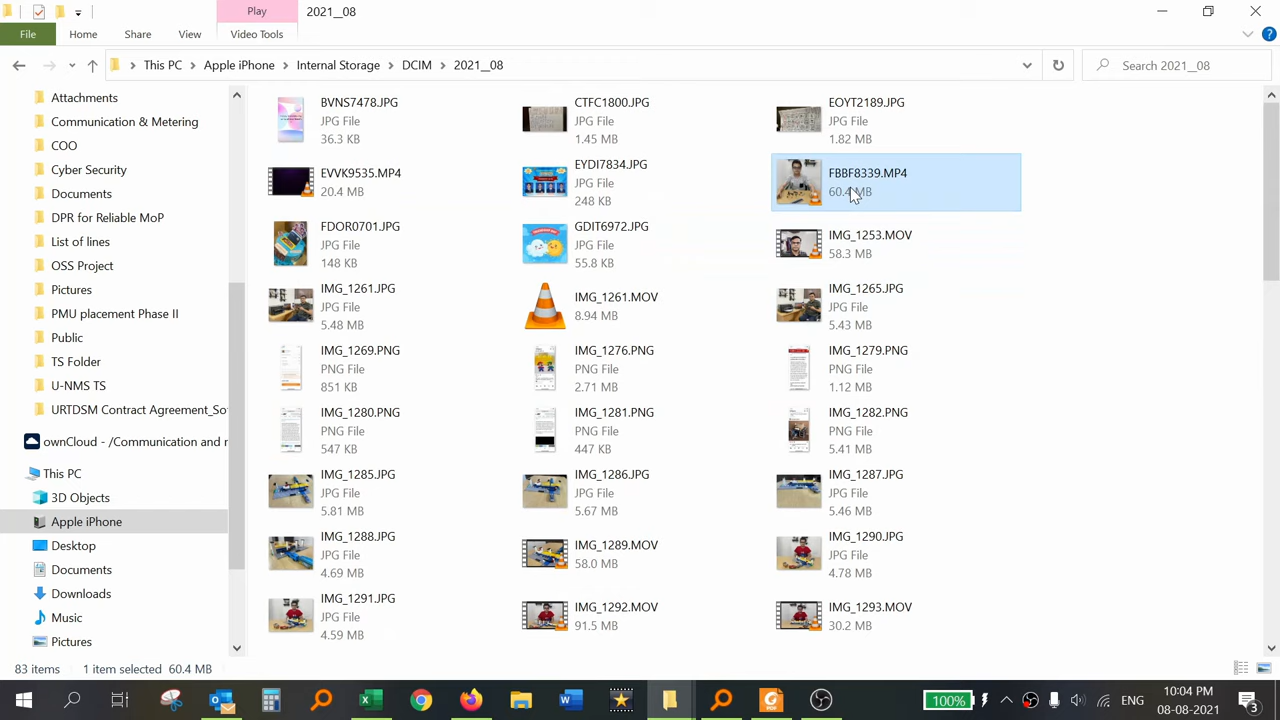 Play
2021__08
File
Home
Share
View
Video Tools
This PC
Apple iPhone
Internal Storage
DCIM
2021__08
Search 2021__08
Attachments
Communication & Metering
COO
Cyber Security
Documents
DPR for Reliable MoP
List of lines
OSS Project
Pictures
PMU placement Phase II
Public
TS Fol
U-NMS TS
URTDSM Contract Agreement_So
ownCloud - /Communication and r
This PC
3D Objects
Apple iPhone
Desktop
Documents
Downloads
Music
Pictures
BVNS7478.JPG
JPG File
36.3 KB
CTFC1800.JPG
JPG File
1.45 MB
EOYT2189.JPG
JPG File
1.82 MB
EVVK9535.MP4
20.4 MB
EYDI7834.JPG
JPG File
248 KB
FBBF8339.MP4
60.4 MB
FDOR0701.JPG
JPG File
148 KB
GDIT6972.JPG
JPG File
55.8 KB
IMG_1253.MOV
58.3 MB
IMG_1261.JPG
JPG File
5.48 MB
IMG_1261.MOV
8.94 MB
IMG_1265.JPG
JPG File
5.43 MB
IMG_1268.PNG
PNG File
851 KB
IMG_1276.PNG
PNG File
2.71 MB
IMG_1279.PNG
PNG File
1.12 MB
IMG_1280.PNG
PNG File
547 KB
IMG_1281.PNG
PNG File
447 KB
IMG_1282.PNG
PNG File
5.41 MB
IMG_1285.JPG
JPG File
5.81 MB
IMG_1286.JPG
JPG File
5.67 MB
IMG_1287.JPG
JPG File
5.46 MB
IMG_1288.JPG
JPG File
4.69 MB
IMG_1289.MOV
58.0 MB
IMG_1290.JPG
JPG File
4.78 MB
IMG_1291.JPG
JPG File
4.59 MB
IMG_1292.MOV
91.5 MB
IMG_1293.MOV
30.2 MB
83 items
1 item selected 60.4 MB
100%
ENG
10:04 PM
08-08-2021
3